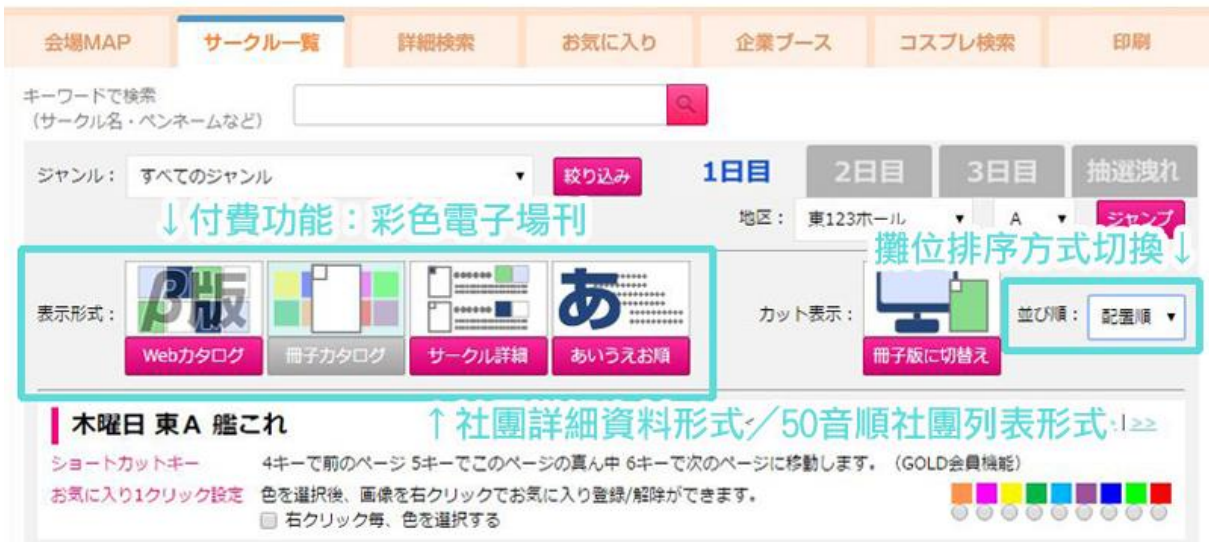 会場MAP サークル一覧 詳細検索 お気に入り 企業ブース コスプレ検索 印刷
キーワードで検索
（サークル名・ペンネームなど）
ジャンル： すべてのジャンル 絞り込み 1日目 2日目 3日目 抽選洩れ
地区： 東123ホール A ジャンプ
↓付費功能：彩色電子場刊
攤位排序方式切換↓
表示形式： β版 あ カット表示： 並び順： 配置順
Webカタログ 冊子カタログ サークル詳細 あいうえお順 冊子版に切替え
木曜日 東A 艦これ
↑社團詳細資料形式／50音順社團列表形式
| >>
ショートカットキー 4キーで前のページ 5キーでこのページの真ん中 6キーで次のページに移動します。（GOLD会員機能）
お気に入り1クリック設定 色を選択後、画像を右クリックでお気に入り登録/解除ができます。
右クリック毎、色を選択する